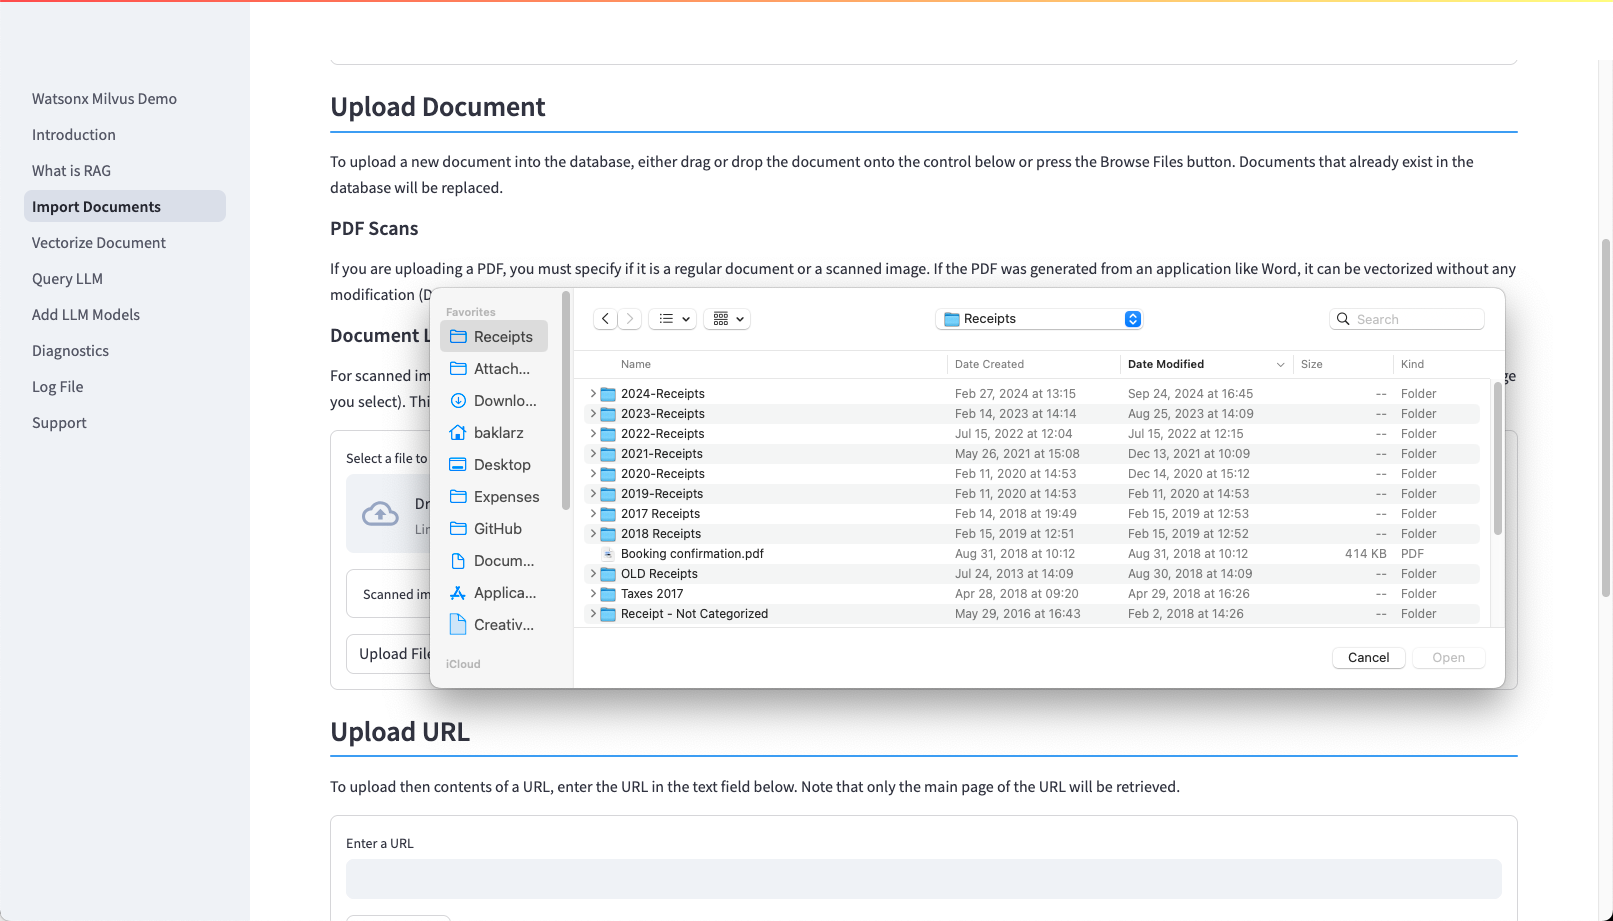 Watsonx Milvus Demo
Introduction
What is RAG
Import Documents
Vectorize Document
Query LLM
Add LLM Models
Diagnostics
Log File
Support
Upload Document
To upload a new document into the database, either drag or drop the document onto the control below or press the Browse Files button. Documents that already exist in the
database will be replaced.
PDF Scans
If you are uploading a PDF, you must specify if it is a regular document or a scanned image. If the PDF was generated from an application like Word, it can be vectorized without any
modification (D
Document L
For scanned im
ge
you select). Thi
Select a file to
Dr
Lin
Scanned im
Upload File
Favorites
Receipts
Attach...
Downlo...
baklarz
Desktop
Expenses
GitHub
Docum...
Applica...
Creativ...
iCloud
Receipts
Search
Name Date Created Date Modified Size Kind
2024-Receipts Feb 27, 2024 at 13:15 Sep 24, 2024 at 16:45 -- Folder
2023-Receipts Feb 14, 2023 at 14:14 Aug 25, 2023 at 14:09 -- Folder
2022-Receipts Jul 15, 2022 at 12:04 Jul 15, 2022 at 12:15 -- Folder
2021-Receipts May 26, 2021 at 15:08 Dec 13, 2021 at 10:09 -- Folder
2020-Receipts Feb 11, 2020 at 14:53 Dec 14, 2020 at 15:12 -- Folder
2019-Receipts Feb 11, 2020 at 14:53 Feb 11, 2020 at 14:53 -- Folder
2017 Receipts Feb 14, 2018 at 19:49 Feb 15, 2019 at 12:53 -- Folder
2018 Receipts Feb 15, 2019 at 12:51 Feb 15, 2019 at 12:52 -- Folder
Booking confirmation.pdf Aug 31, 2018 at 10:12 Aug 31, 2018 at 10:12 414 KB PDF
OLD Receipts Jul 24, 2013 at 14:09 Aug 30, 2018 at 14:09 -- Folder
Taxes 2017 Apr 28, 2018 at 09:20 Apr 29, 2018 at 16:26 -- Folder
Receipt - Not Categorized May 29, 2016 at 16:43 Feb 2, 2018 at 14:26 -- Folder
Cancel Open
Upload URL
To upload then contents of a URL, enter the URL in the text field below. Note that only the main page of the URL will be retrieved.
Enter a URL